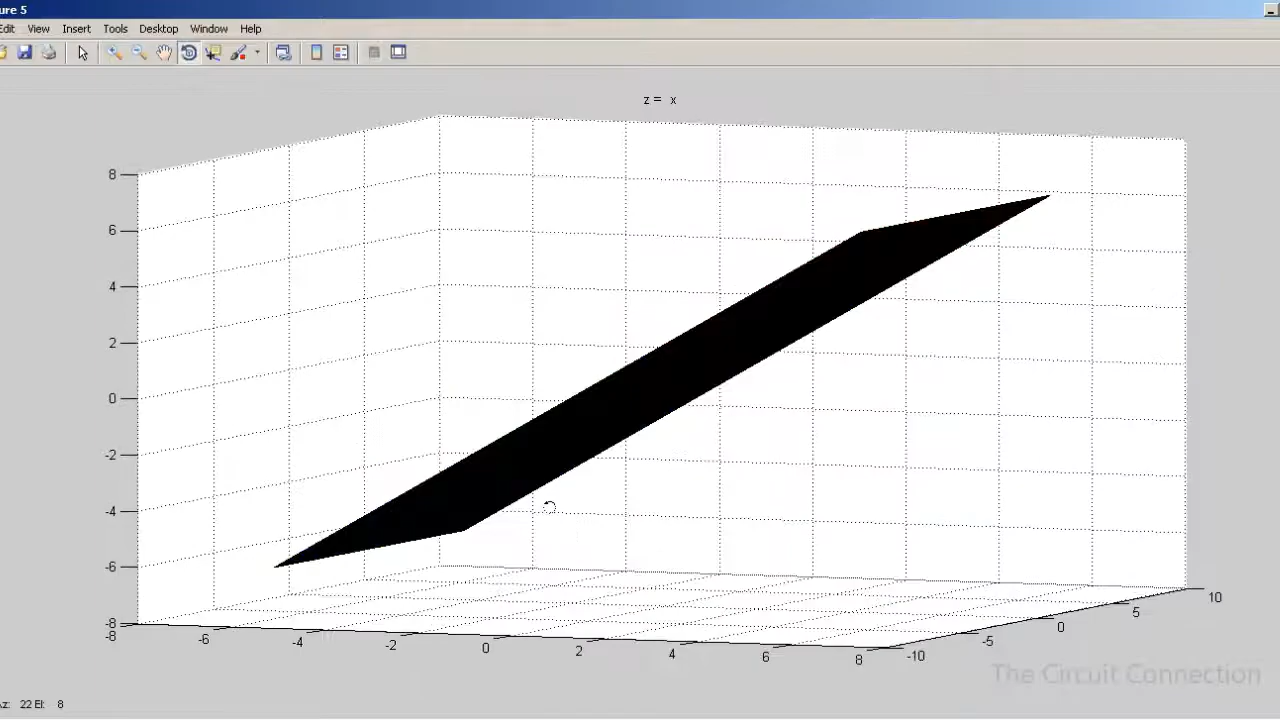 ure 5
Edit View Insert Tools Desktop Window Help
z = x
8
6
4
2
0
-2
-4
-6
-8
-8 -6 -4 -2 0 2 4 6 8
-10 -5 0 5 10
The Circuit Connection
Az: 22 El: 8